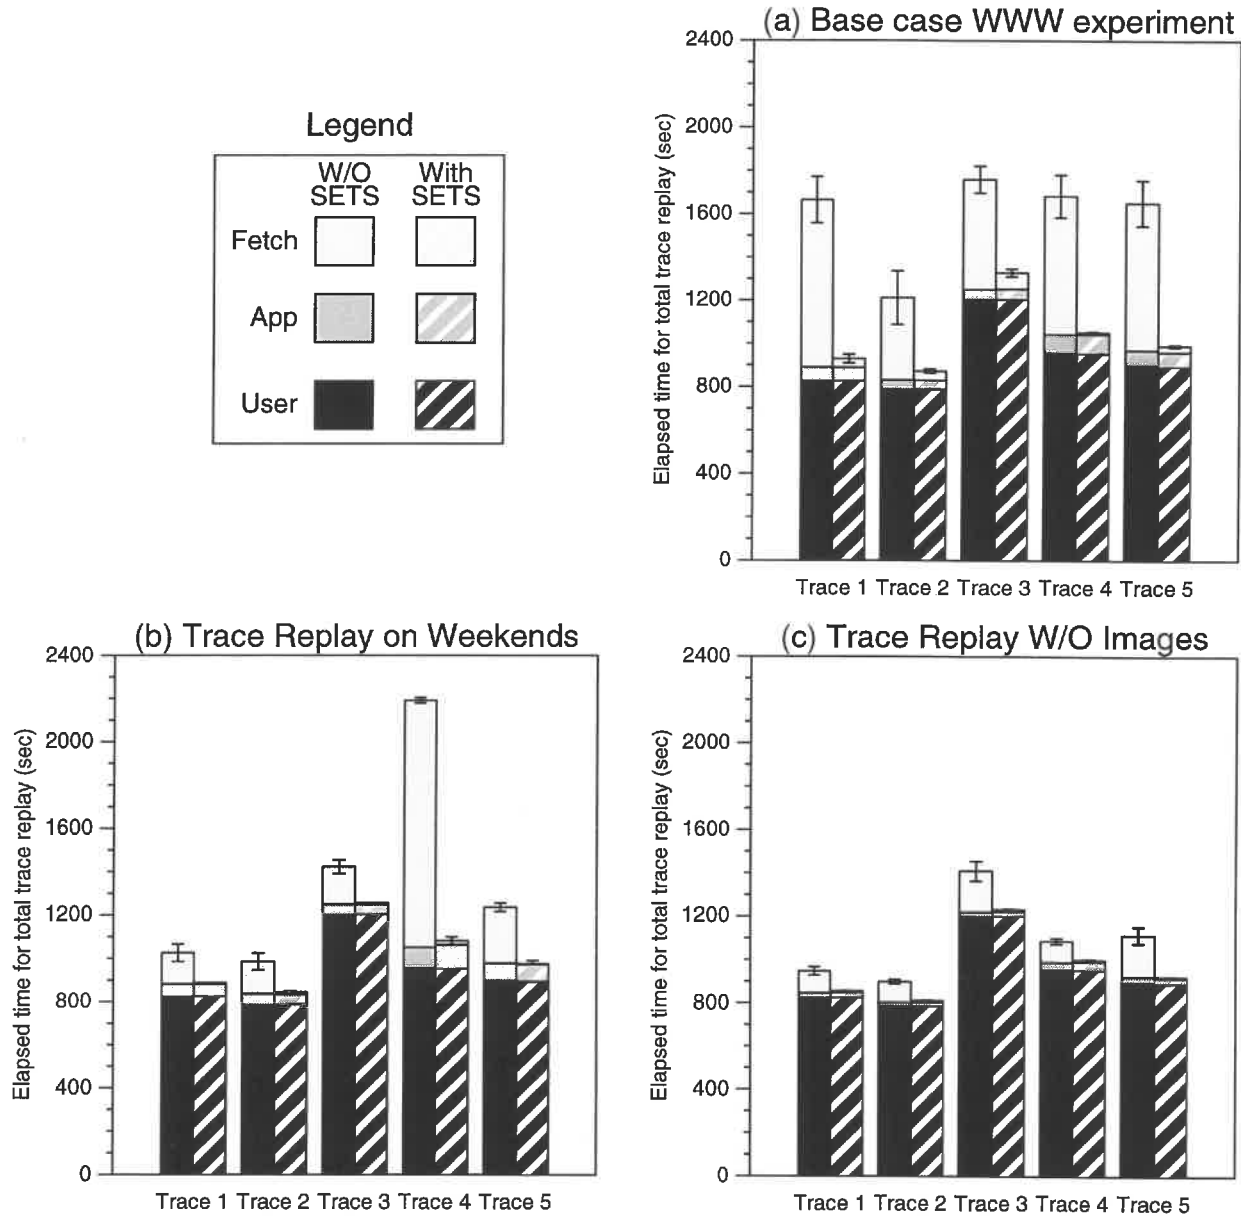 (a) Base case WWW experiment
Legend
W/O SETS
With SETS
Fetch
App
User
Elapsed time for total trace replay (sec)
2400
2000
1600
1200
800
400
0
Trace 1 Trace 2 Trace 3 Trace 4 Trace 5
(b) Trace Replay on Weekends
Elapsed time for total trace replay (sec)
2400
2000
1600
1200
800
400
0
Trace 1 Trace 2 Trace 3 Trace 4 Trace 5
(c) Trace Replay W/O Images
Elapsed time for total trace replay (sec)
2400
2000
1600
1200
800
400
0
Trace 1 Trace 2 Trace 3 Trace 4 Trace 5